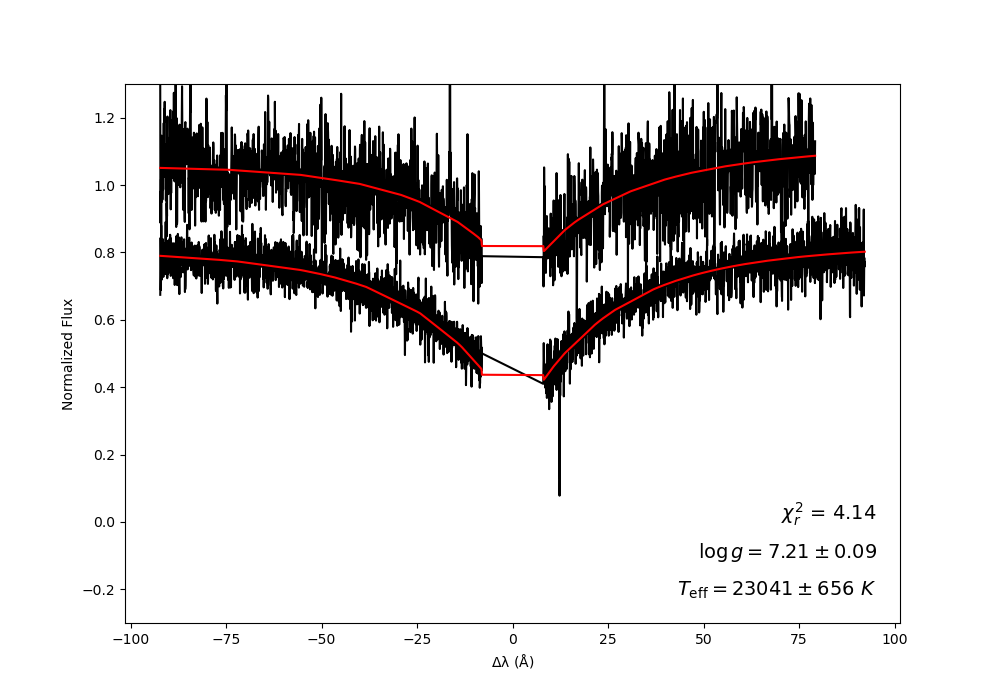 1.2
1.0
0.8
0.6
0.4
0.2
0.0
−0.2
Normalized Flux
χ²ᵣ = 4.14
log g = 7.21 ± 0.09
T_eff = 23041 ± 656 K
−100 −75 −50 −25 0 25 50 75 100
Δλ (Å)